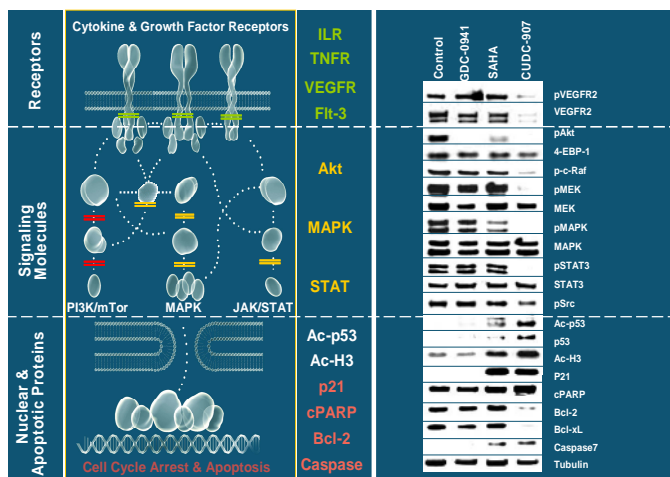 Receptors
Signaling
Molecules
Nuclear &
Apoptotic Proteins
Cytokine & Growth Factor Receptors
PI3K/mTor
MAPK
JAK/STAT
Cell Cycle Arrest & Apoptosis
ILR
TNFR
VEGFR
Flt-3
Akt
MAPK
STAT
Ac-p53
Ac-H3
p21
cPARP
Bcl-2
Caspase
Control
GDC-0941
SAHA
CUDC-907
pVEGFR2
VEGFR2
pAkt
4-EBP-1
p-c-Raf
pMEK
MEK
pMAPK
MAPK
pSTAT3
STAT3
pSrc
Ac-p53
p53
Ac-H3
P21
cPARP
Bcl-2
Bcl-xL
Caspase7
Tubulin